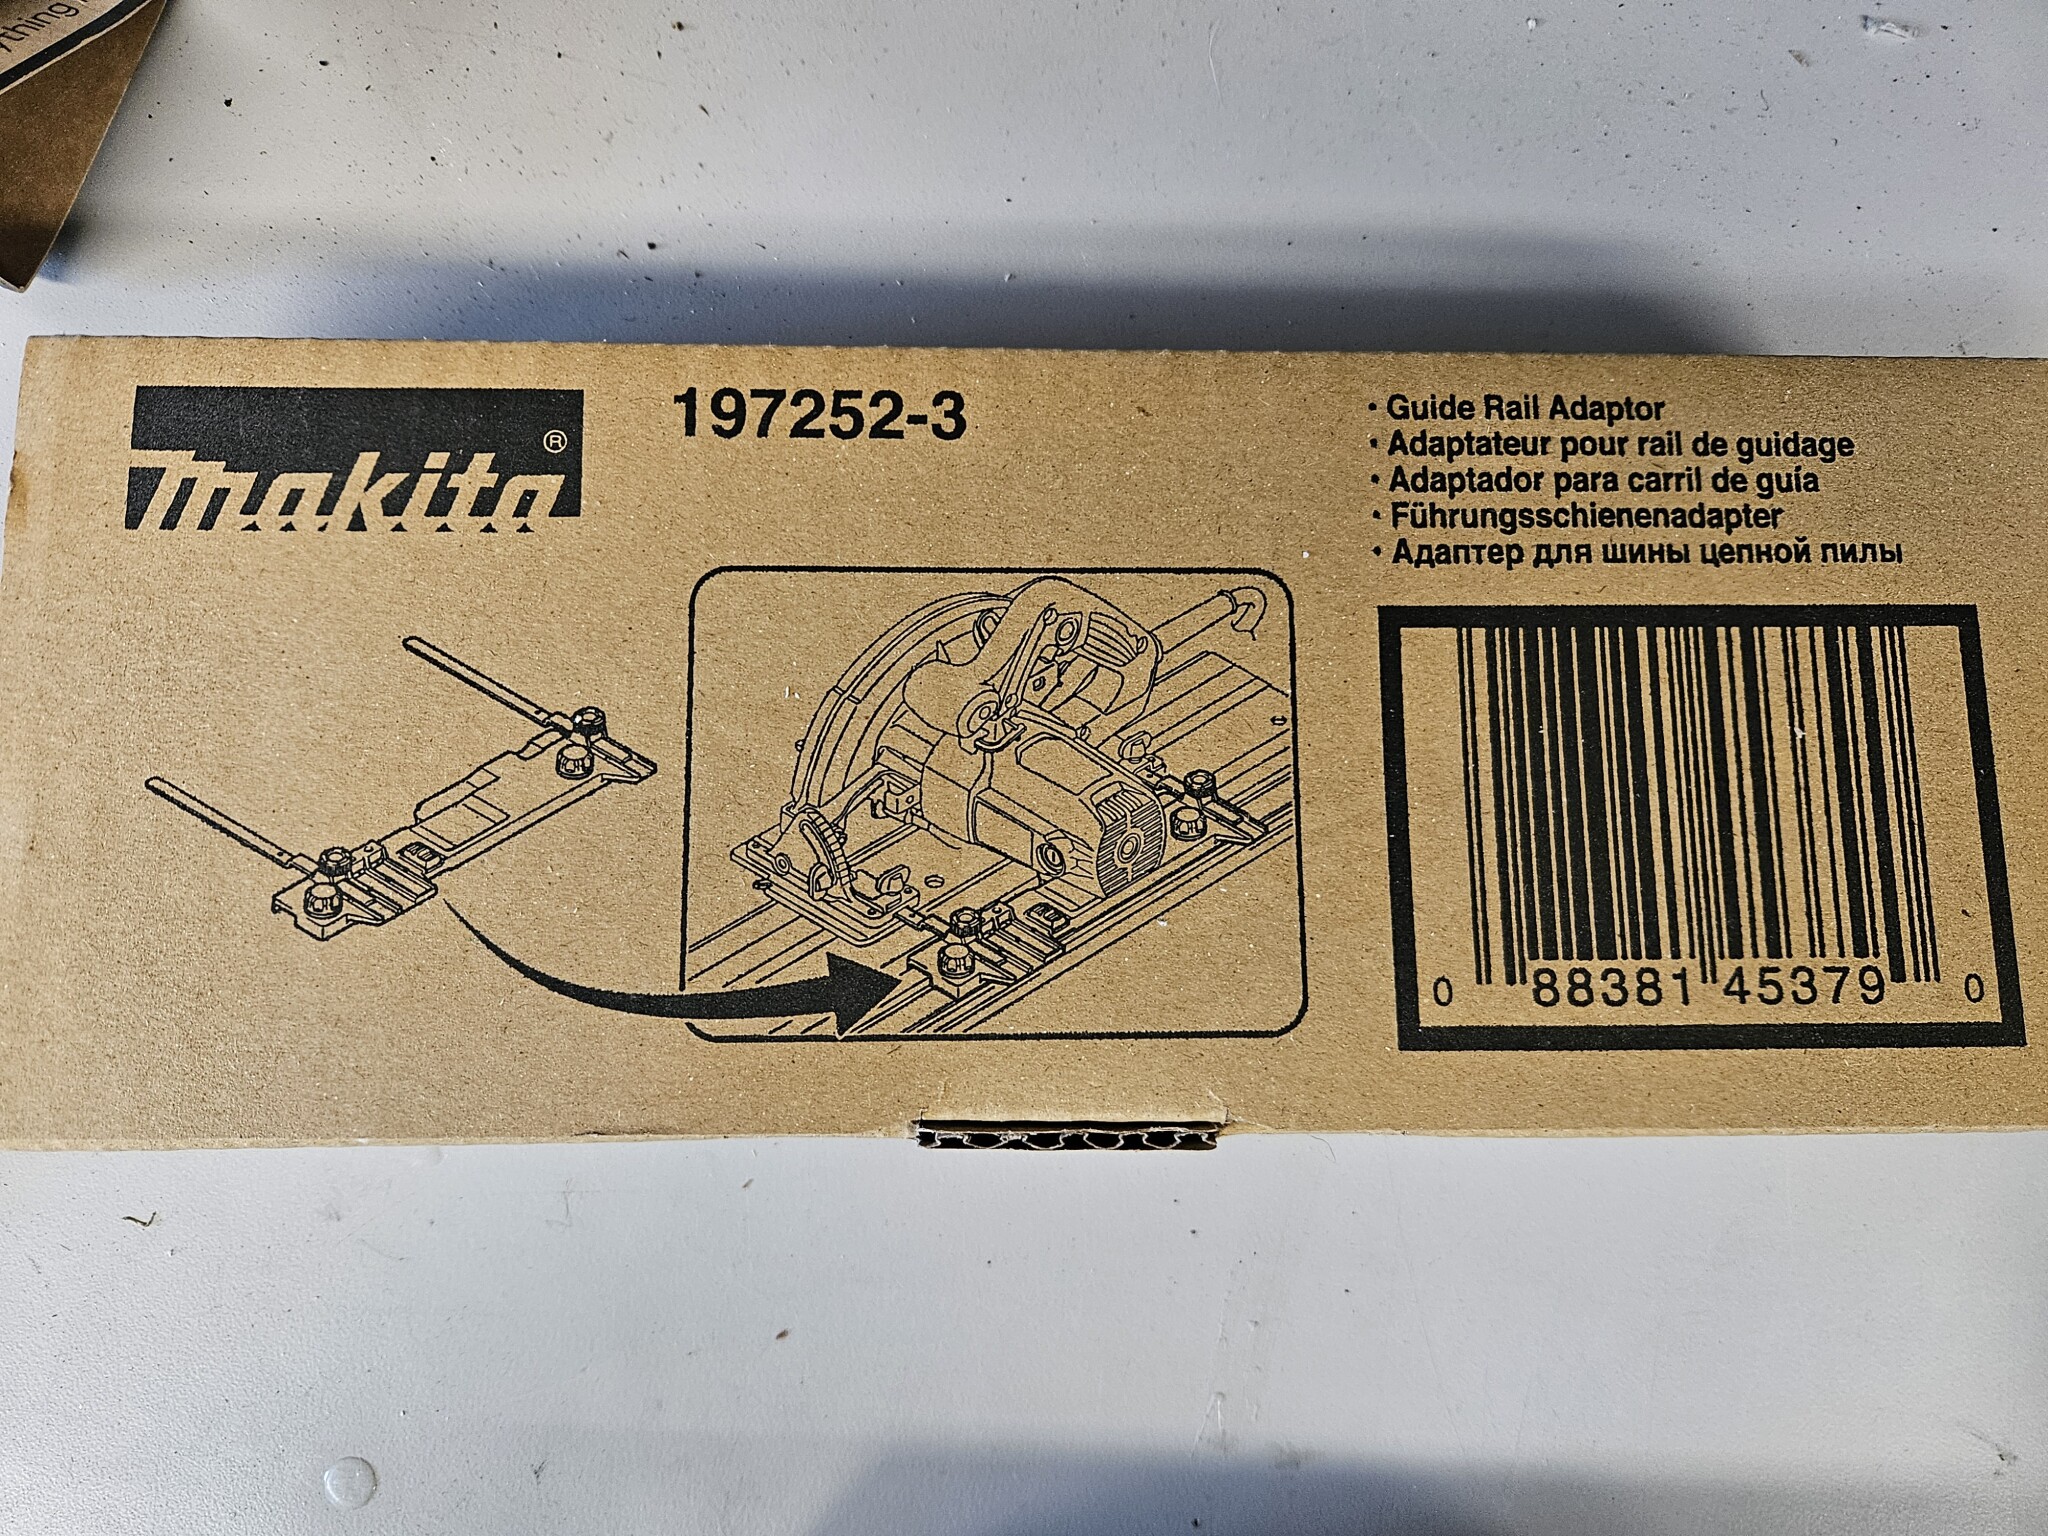 ything
makita®
197252-3
· Guide Rail Adaptor
· Adaptateur pour rail de guidage
· Adaptador para carril de guía
· Führungsschienenadapter
· Адаптер для шины цепной пилы
0 88381 45379 0